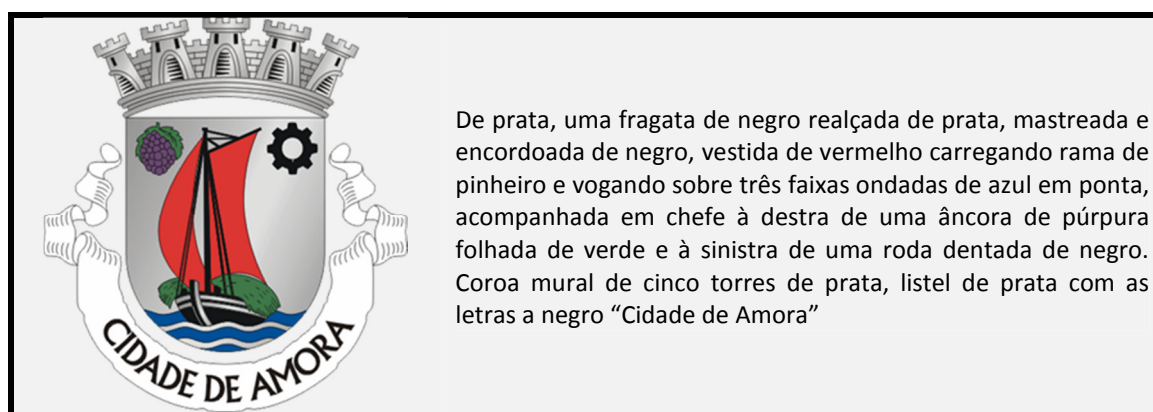 CIDADE DE AMORA
De prata, uma fragata de negro realçada de prata, mastreada e
encordoada de negro, vestida de vermelho carregando rama de
pinheiro e vogando sobre três faixas ondadas de azul em ponta,
acompanhada em chefe à destra de uma âncora de púrpura
folhada de verde e à sinistra de uma roda dentada de negro.
Coroa mural de cinco torres de prata, listel de prata com as
letras a negro “Cidade de Amora”